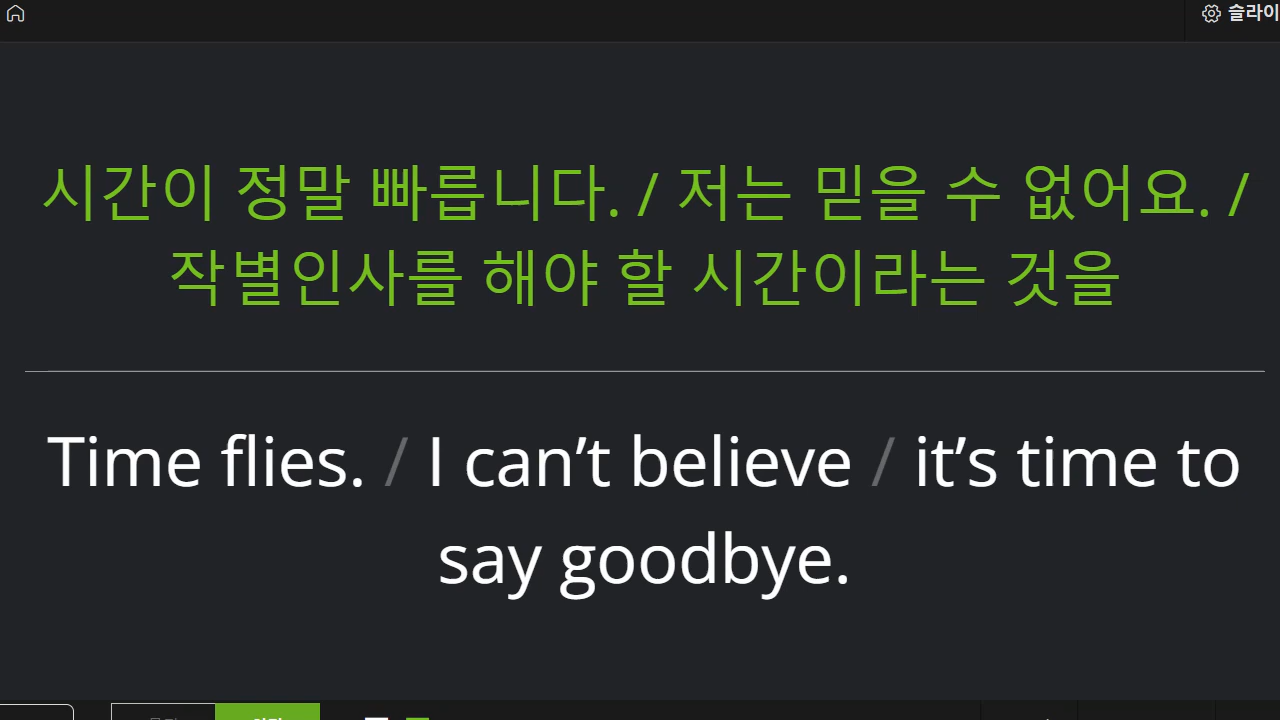 슬라이
시간이 정말 빠릅니다. / 저는 믿을 수 없어요. /
작별인사를 해야 할 시간이라는 것을
Time flies. / I can’t believe / it’s time to
say goodbye.